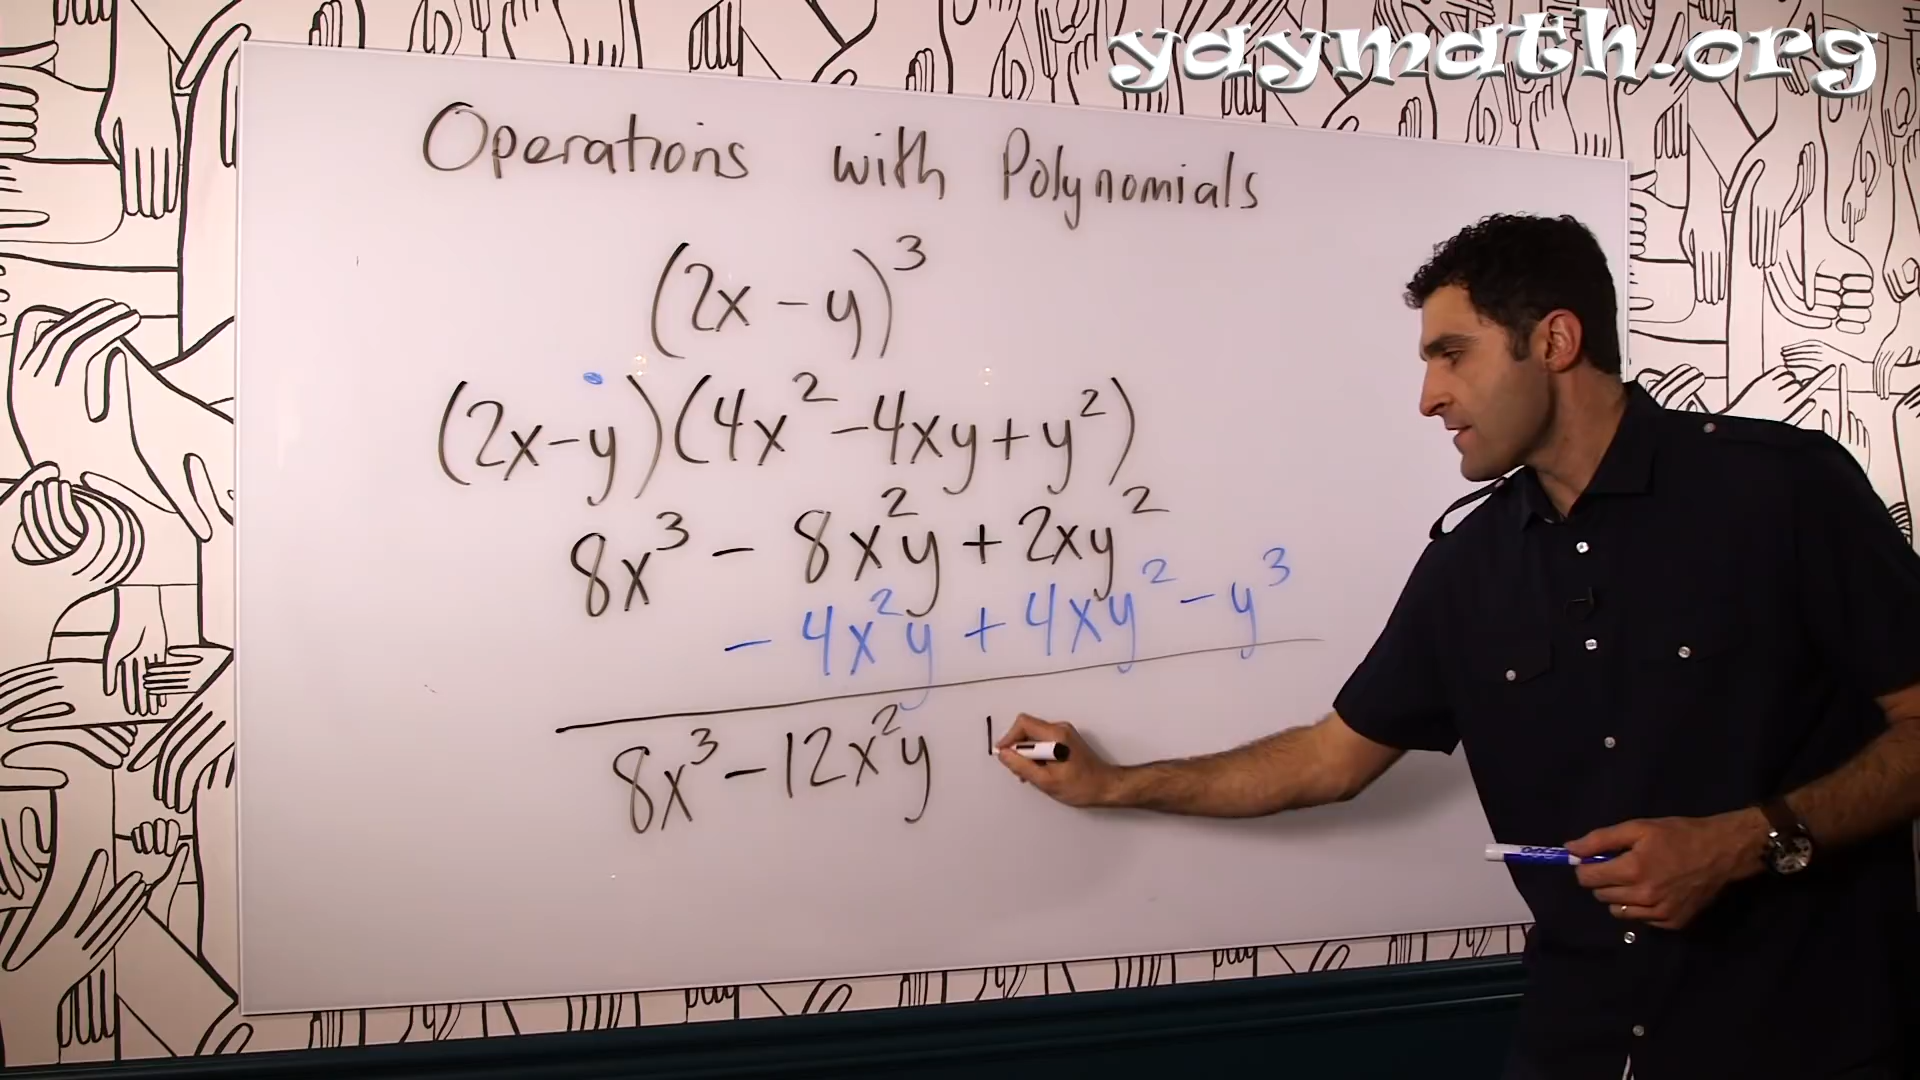 yaymath.org
Operations with Polynomials
(2x - y)³
(2x-y)(4x² -4xy+y²)
8x³ - 8x²y + 2xy²
- 4x²y + 4xy² - y³
8x³ -12x²y